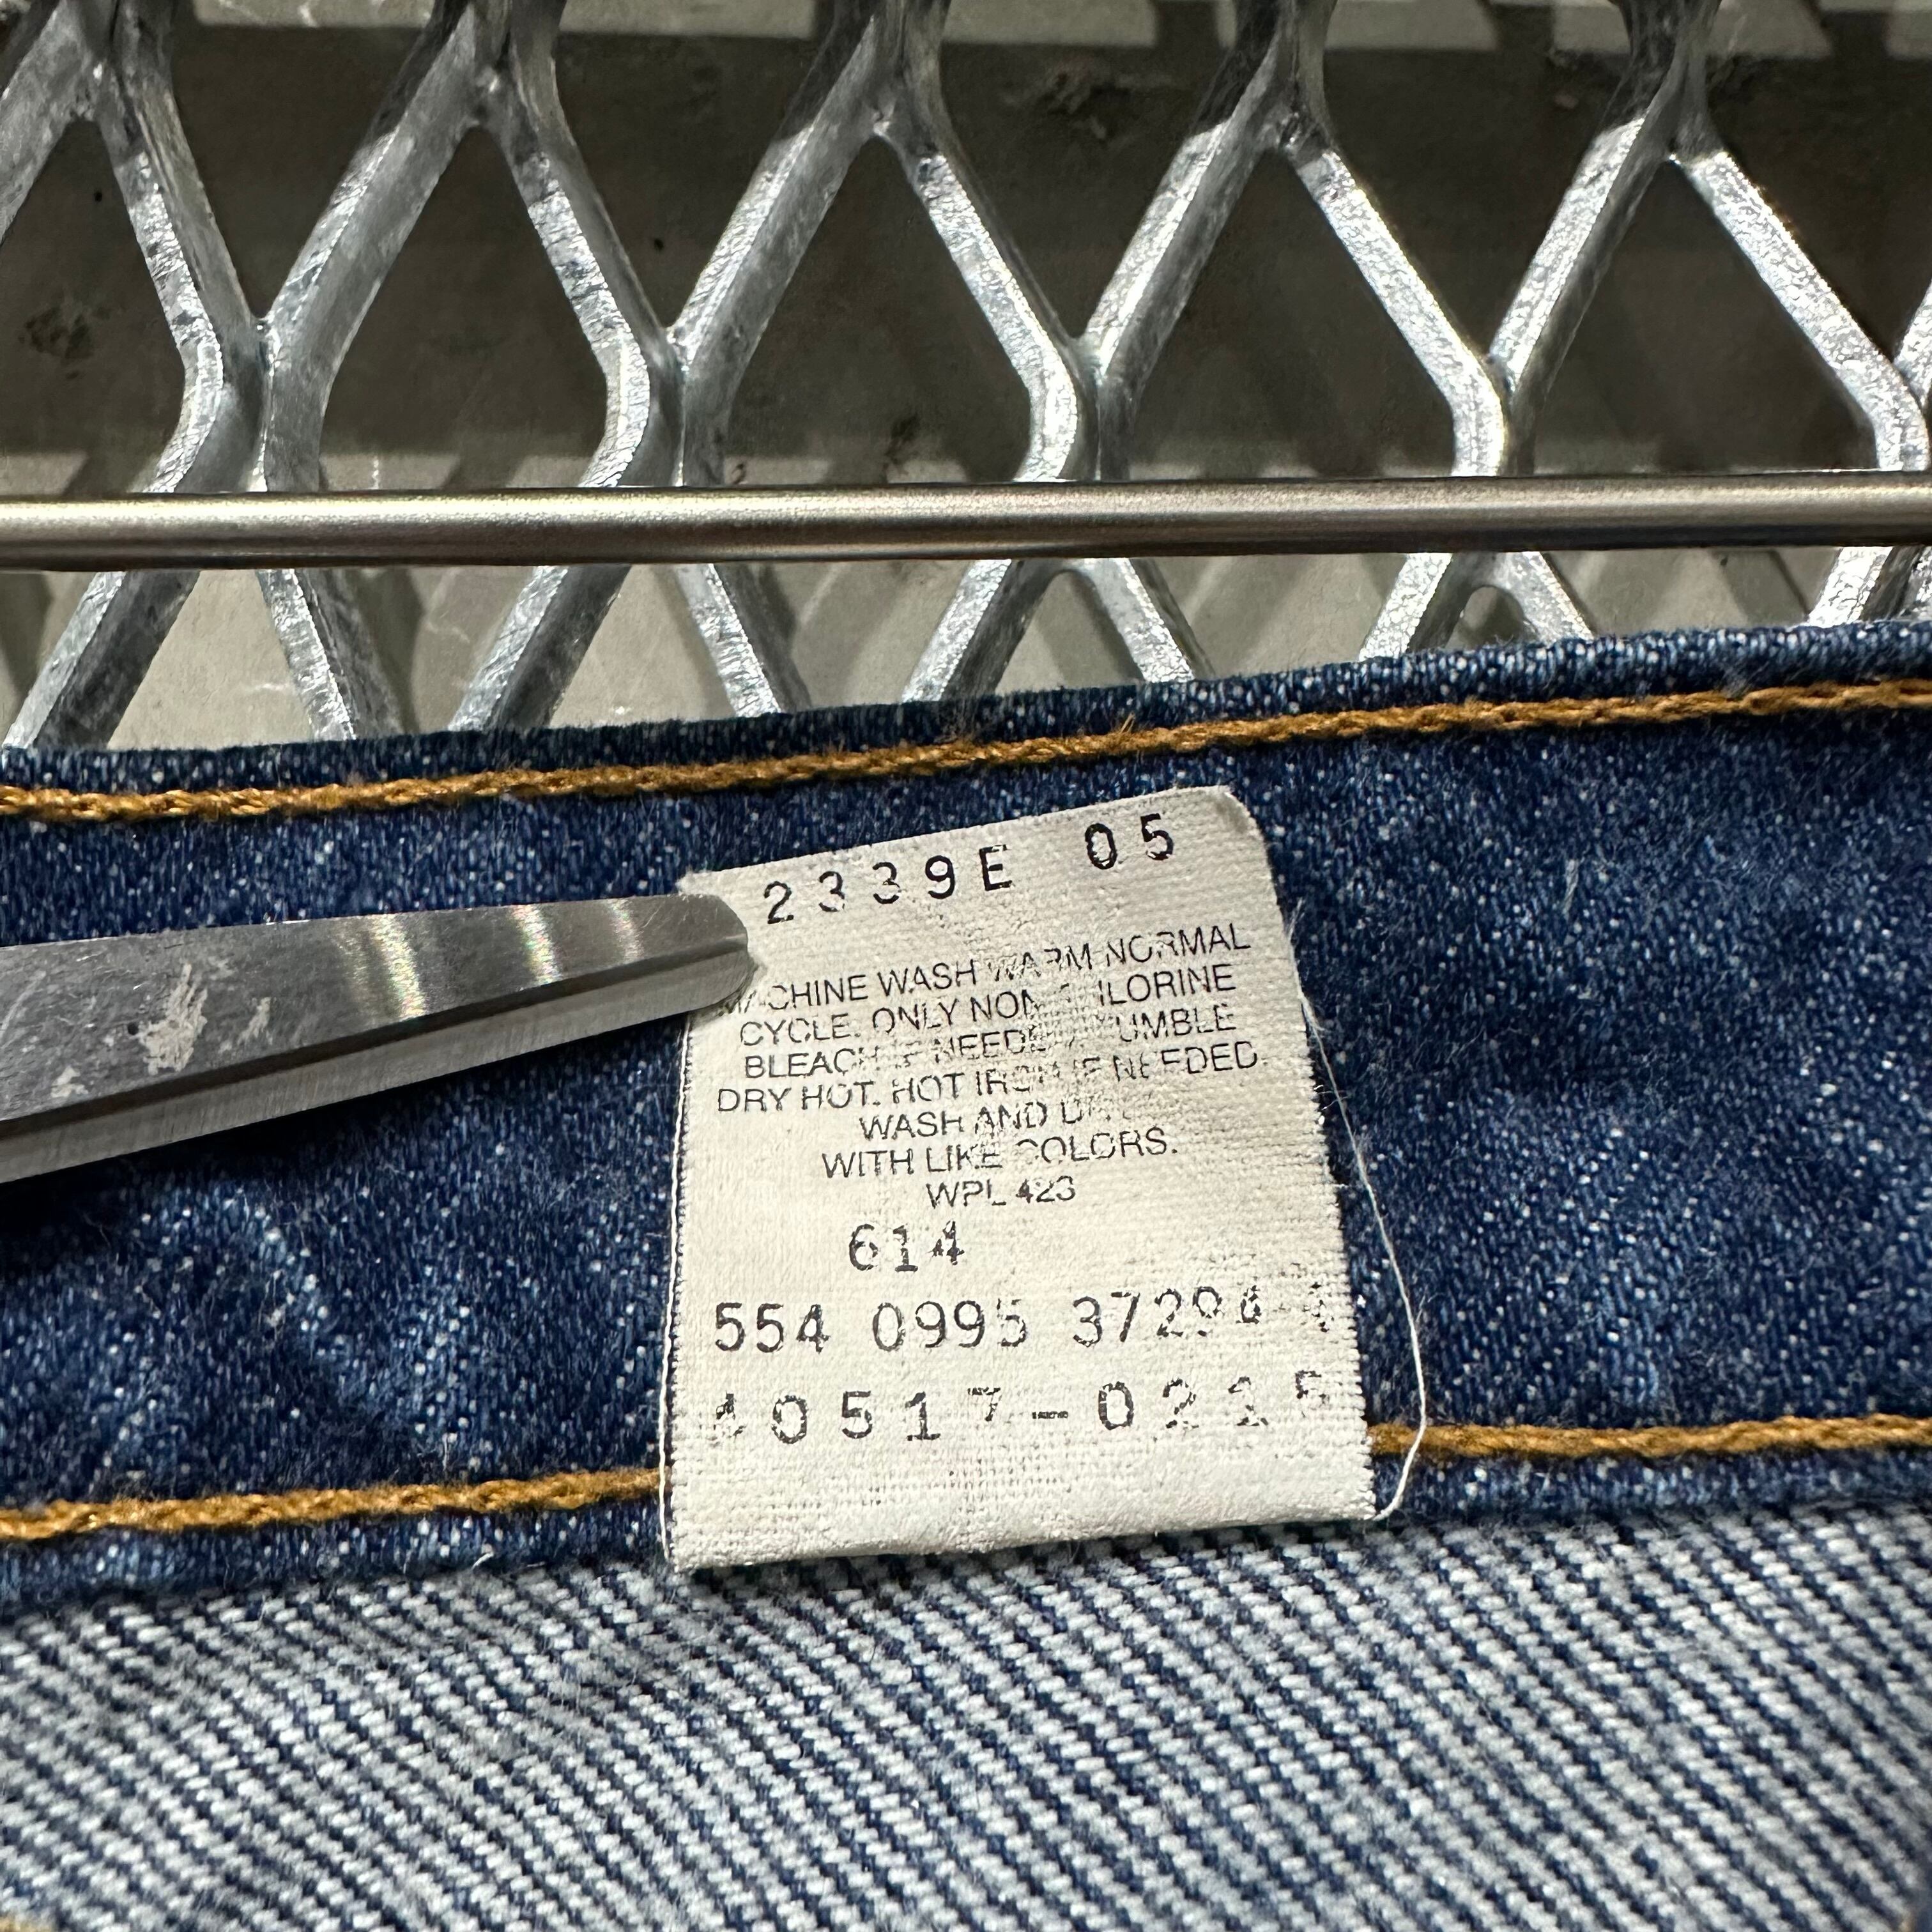 2339E 05
MACHINE WASH WARM NORMAL
CYCLE. ONLY NON-CHLORINE
BLEACH IF NEEDED. TUMBLE
DRY HOT. HOT IRON IF NEEDED.
WASH AND DRY
WITH LIKE COLORS.
WPL 423
614
554 0995